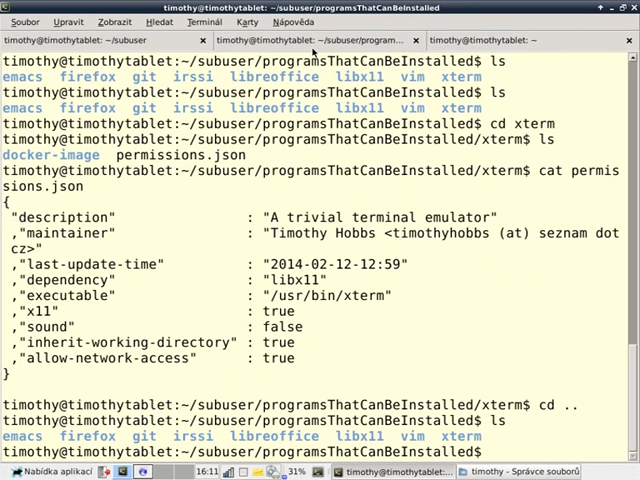 timothy@timothytablet:~/subuser/programsThatCanBeInstalled
Soubor Upravit Zobrazit Hledat Terminál Karty Nápověda
timothy@timothytablet: ~/subuser timothy@timothytablet: ~/subuser/program... timothy@timothytablet: ~
timothy@timothytablet:~/subuser/programsThatCanBeInstalled$ ls
emacs firefox git irssi libreoffice libx11 vim xterm
timothy@timothytablet:~/subuser/programsThatCanBeInstalled$ ls
emacs firefox git irssi libreoffice libx11 vim xterm
timothy@timothytablet:~/subuser/programsThatCanBeInstalled$ cd xterm
timothy@timothytablet:~/subuser/programsThatCanBeInstalled/xterm$ ls
docker-image permissions.json
timothy@timothytablet:~/subuser/programsThatCanBeInstalled/xterm$ cat permis
sions.json
{
"description" : "A trivial terminal emulator"
,"maintainer" : "Timothy Hobbs <timothyhobbs (at) seznam dot
cz>"
,"last-update-time" : "2014-02-12-12:59"
,"dependency" : "libx11"
,"executable" : "/usr/bin/xterm"
,"x11" : true
,"sound" : false
,"inherit-working-directory" : true
,"allow-network-access" : true
}
timothy@timothytablet:~/subuser/programsThatCanBeInstalled/xterm$ cd ..
timothy@timothytablet:~/subuser/programsThatCanBeInstalled$ ls
emacs firefox git irssi libreoffice libx11 vim xterm
timothy@timothytablet:~/subuser/programsThatCanBeInstalled$
Nabídka aplikací 16:11 31% timothy@timothytablet:... timothy - Správce souborů